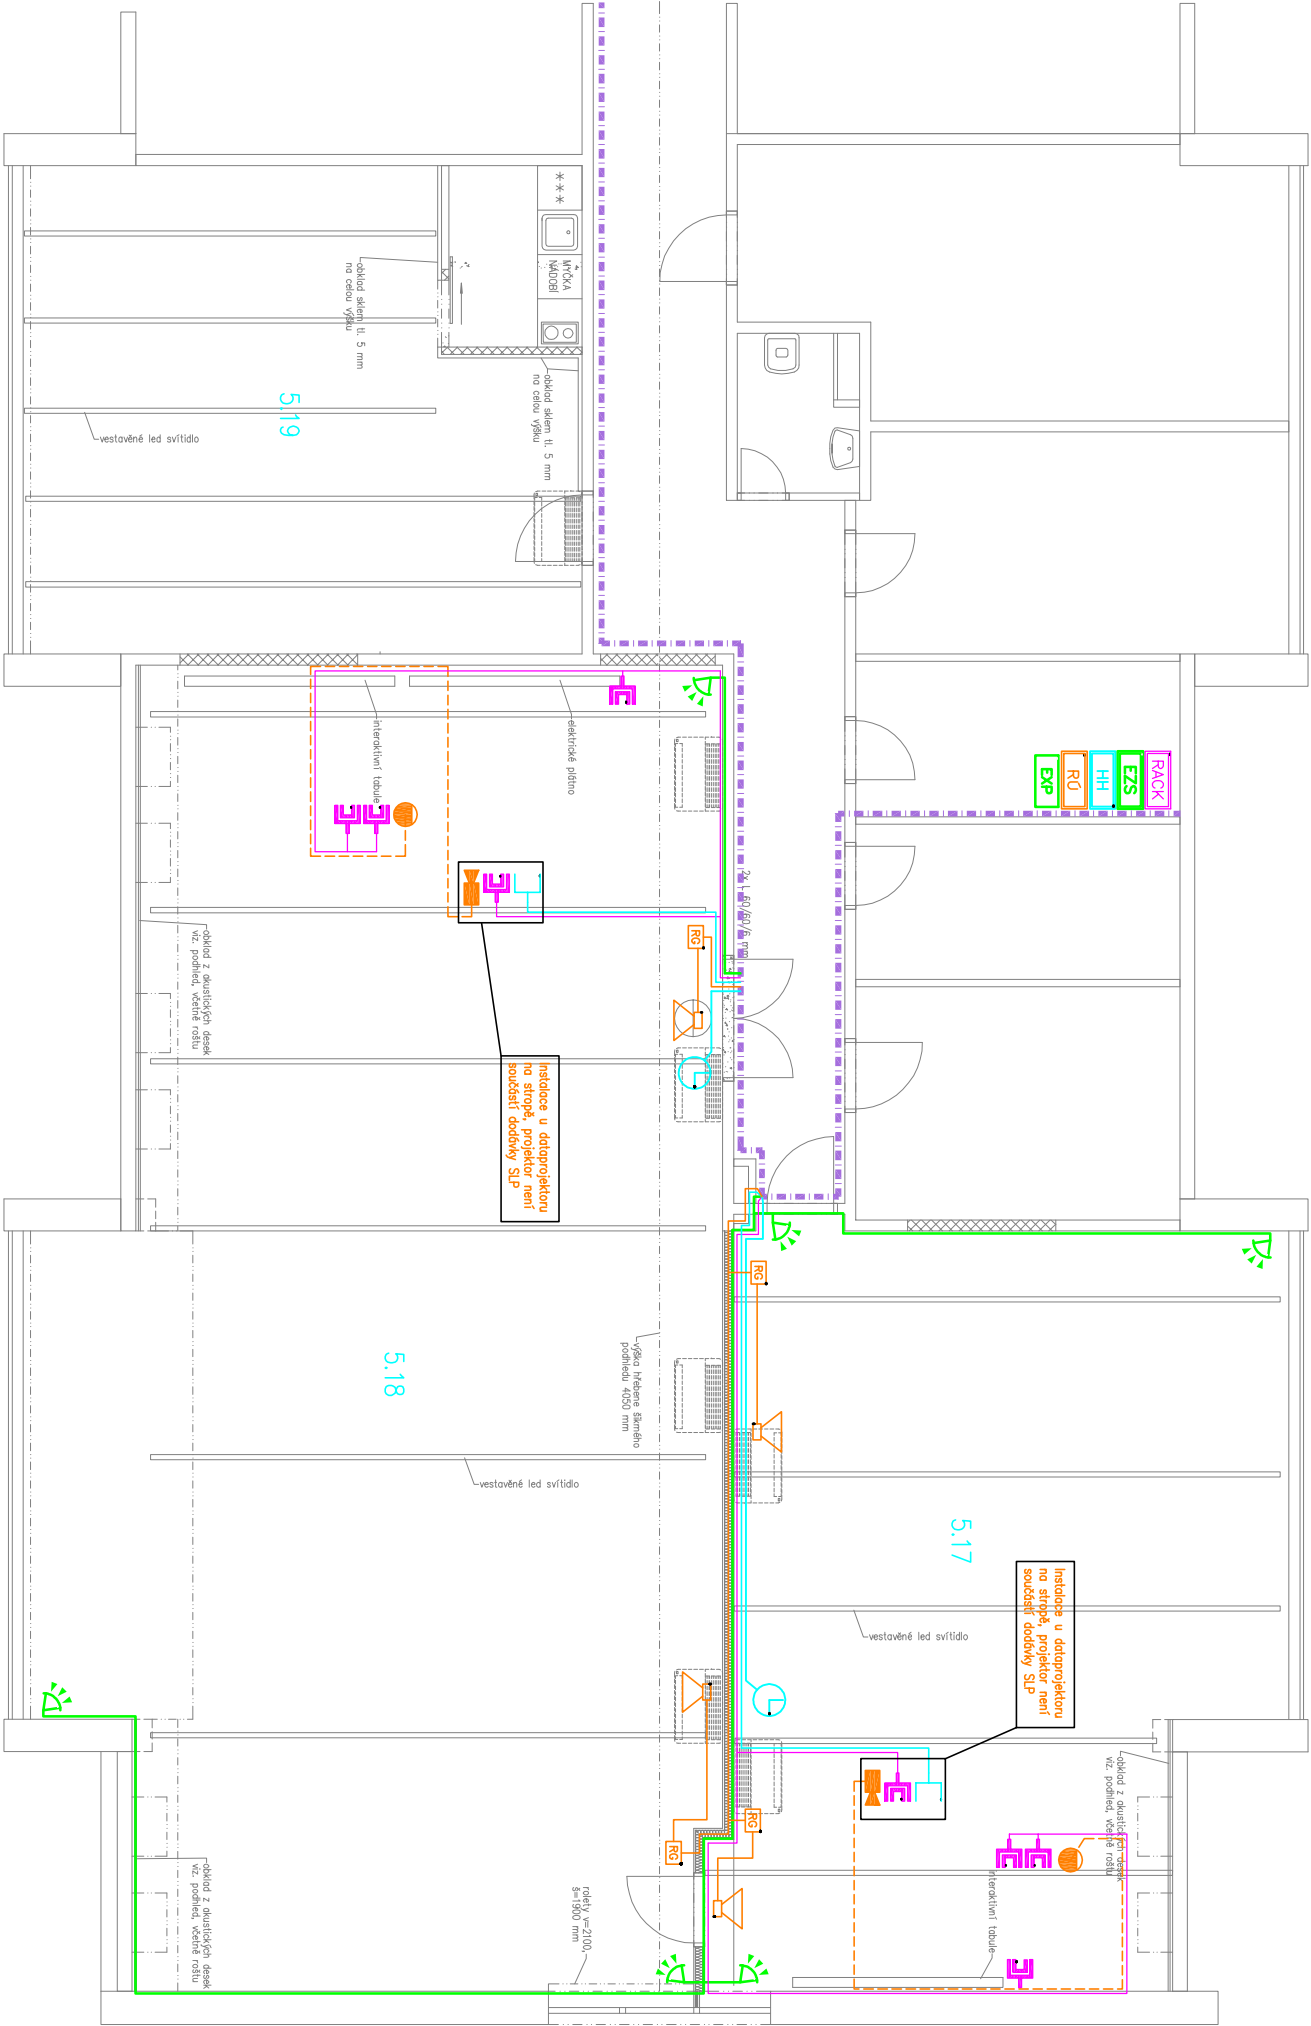 ***
MYČKA
NÁDOBÍ
obklad sklem tl. 5 mm
na celou výšku
obklad sklem tl. 5 mm
na celou výšku
5.19
vestavěné led svítidlo
RACK
EZS
HH
RÚ
EXP
interaktivní tabule
elektrické plátno
2x L 60/60/6 mm
RG
obklad z akustických desek
viz. podhled, včetně roštu
L
Instalace u dataprojektoru
na stropě, projektor není
součástí dodávky SLP
RG
výška hřebene šikmého
podhledu 4050 mm
5.18
vestavěné led svítidlo
5.17
Instalace u dataprojektoru
na stropě, projektor není
součástí dodávky SLP
vestavěné led svítidlo
L
obklad z akustických desek
viz. podhled, včetně roštu
RG
RG
interaktivní tabule
obklad z akustických desek
viz. podhled, včetně roštu
rolety v=2100,
š=1900 mm